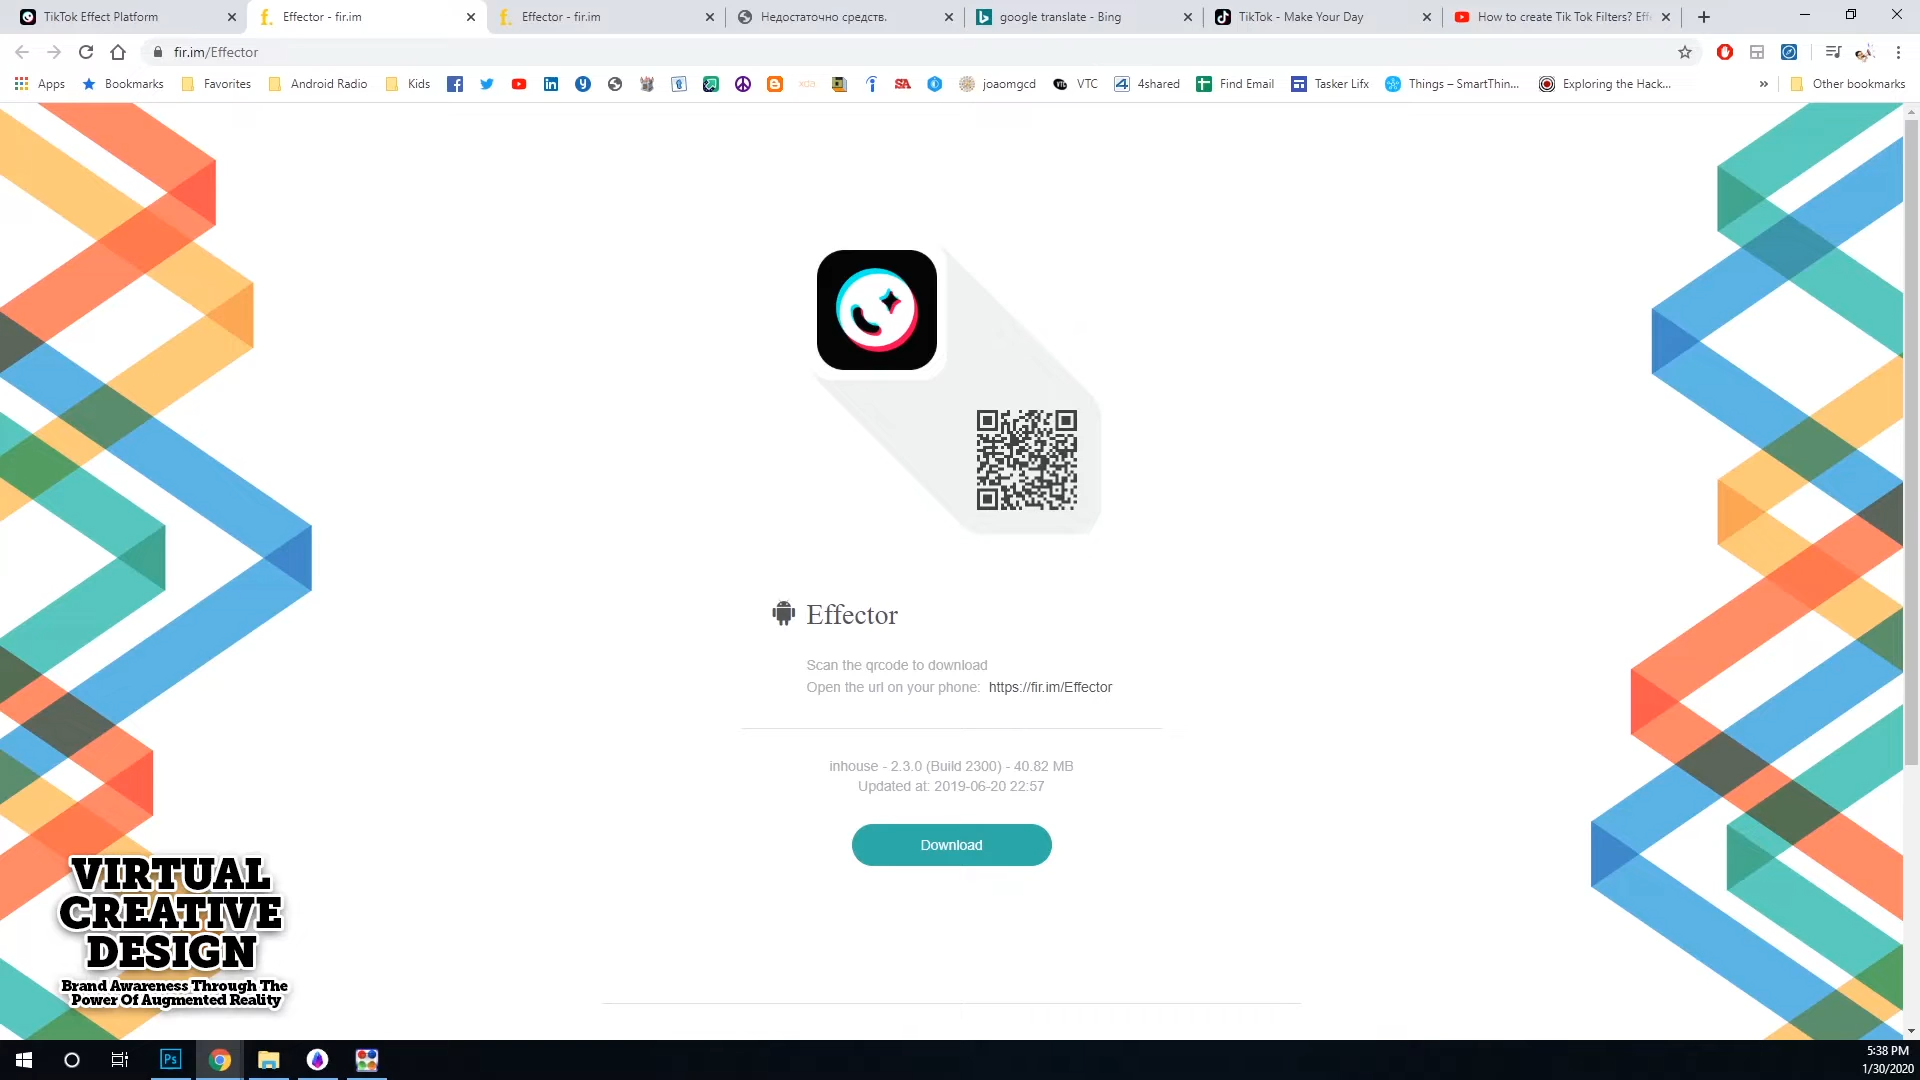 TikTok Effect Platform
Effector - fir.im
Effector - fir.im
Недостаточно средств.
google translate - Bing
TikTok - Make Your Day
How to create Tik Tok Filters? Effe
fir.im/Effector
Apps
Bookmarks
Favorites
Android Radio
Kids
joaomgcd
VTC
4shared
Find Email
Tasker Lifx
Things – SmartThin...
Exploring the Hack...
»
Other bookmarks
Effector
Scan the qrcode to download
Open the url on your phone: https://fir.im/Effector
inhouse - 2.3.0 (Build 2300) - 40.82 MB
Updated at: 2019-06-20 22:57
Download
VIRTUAL
CREATIVE
DESIGN
Brand Awareness Through The
Power Of Augmented Reality
Ps
5:38 PM
1/30/2020